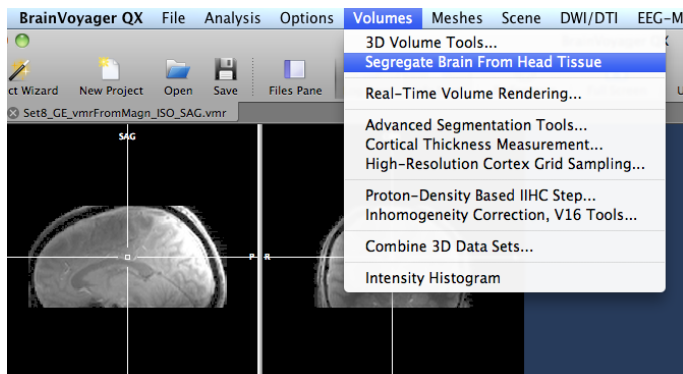 BrainVoyager QX File Analysis Options Volumes Meshes Scene DWI/DTI EEG-M
3D Volume Tools...
Segregate Brain From Head Tissue
Real-Time Volume Rendering...
Advanced Segmentation Tools...
Cortical Thickness Measurement...
High-Resolution Cortex Grid Sampling...
Proton-Density Based IIHC Step...
Inhomogeneity Correction, V16 Tools...
Combine 3D Data Sets...
Intensity Histogram
ct Wizard New Project Open Save Files Pane
Set8_GE_vmrFromMagn_ISO_SAG.vmr
SAG
P R